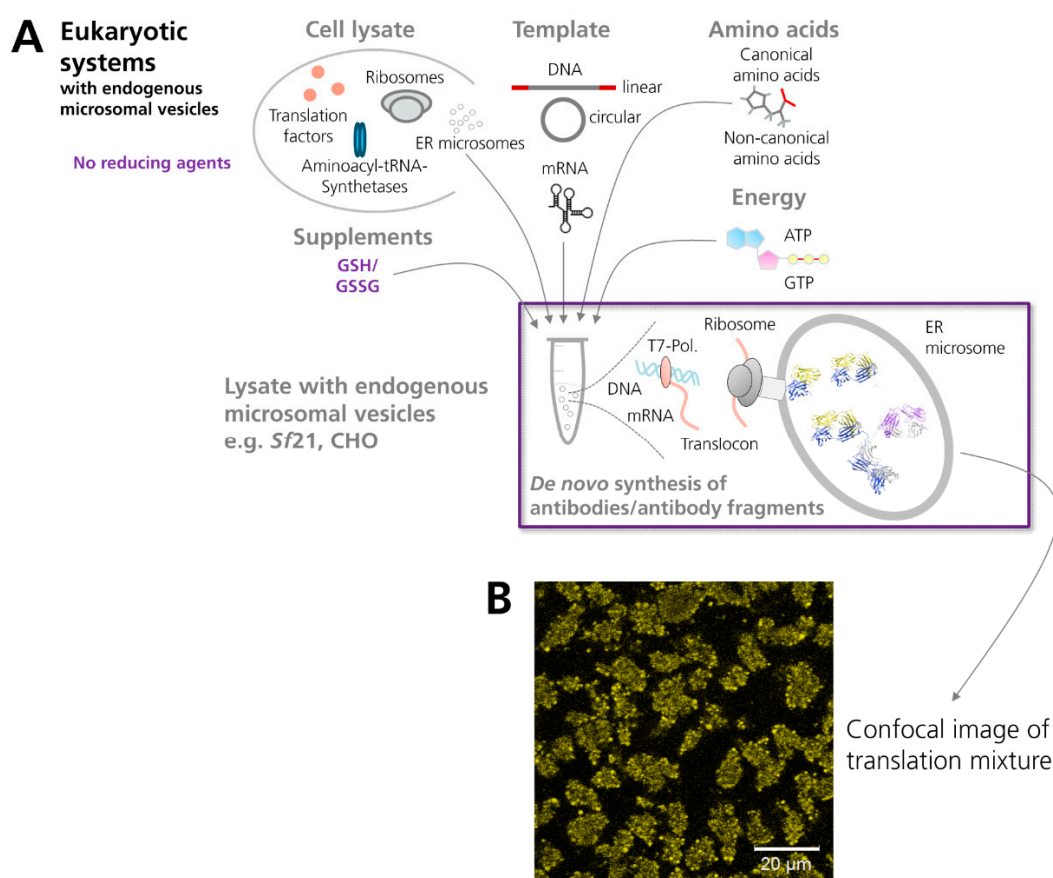 A
Eukaryotic
systems
with endogenous
microsomal vesicles
No reducing agents
Cell lysate
Ribosomes
Translation
factors
ER microsomes
Aminoacyl-tRNA-
Synthetases
Template
DNA
linear
circular
mRNA
Amino acids
Canonical
amino acids
Non-canonical
amino acids
Energy
ATP
GTP
Supplements
GSH/
GSSG
Lysate with endogenous
microsomal vesicles
e.g. Sf21, CHO
T7-Pol.
DNA
mRNA
Ribosome
Translocon
ER
microsome
De novo synthesis of
antibodies/antibody fragments
B
20 µm
Confocal image of
translation mixture